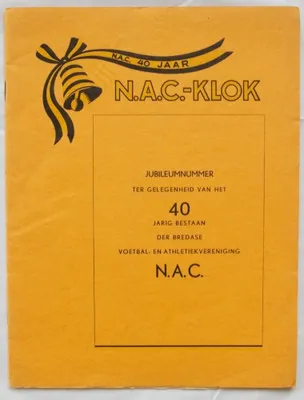 N.A.C. 40 JAAR
N.A.C.-KLOK
JUBILEUMNUMMER
TER GELEGENHEID VAN HET
40
JARIG BESTAAN
DER BREDASE
VOETBAL- EN ATHLETIEKVERENIGING
N.A.C.